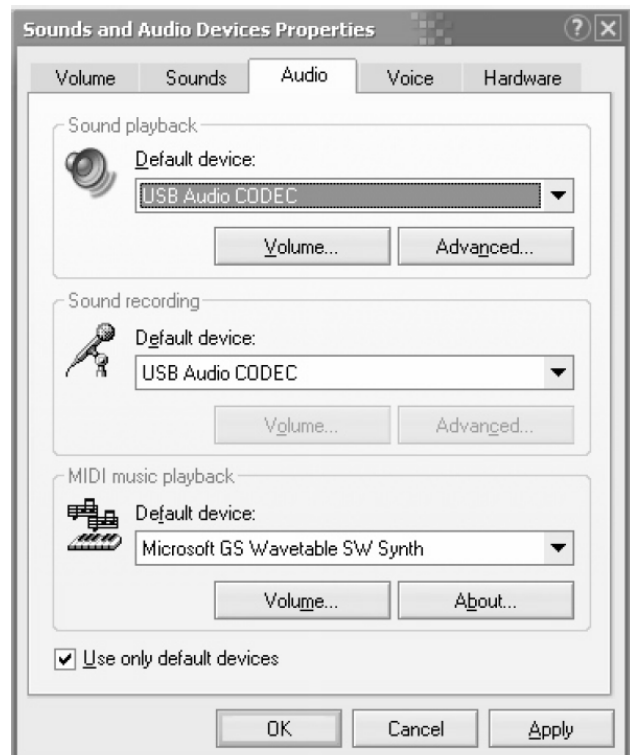 Sounds and Audio Devices Properties
Volume Sounds Audio Voice Hardware
Sound playback
Default device:
USB Audio CODEC
Volume... Advanced...
Sound recording
Default device:
USB Audio CODEC
Volume... Advanced...
MIDI music playback
Default device:
Microsoft GS Wavetable SW Synth
Volume... About...
Use only default devices
OK Cancel Apply